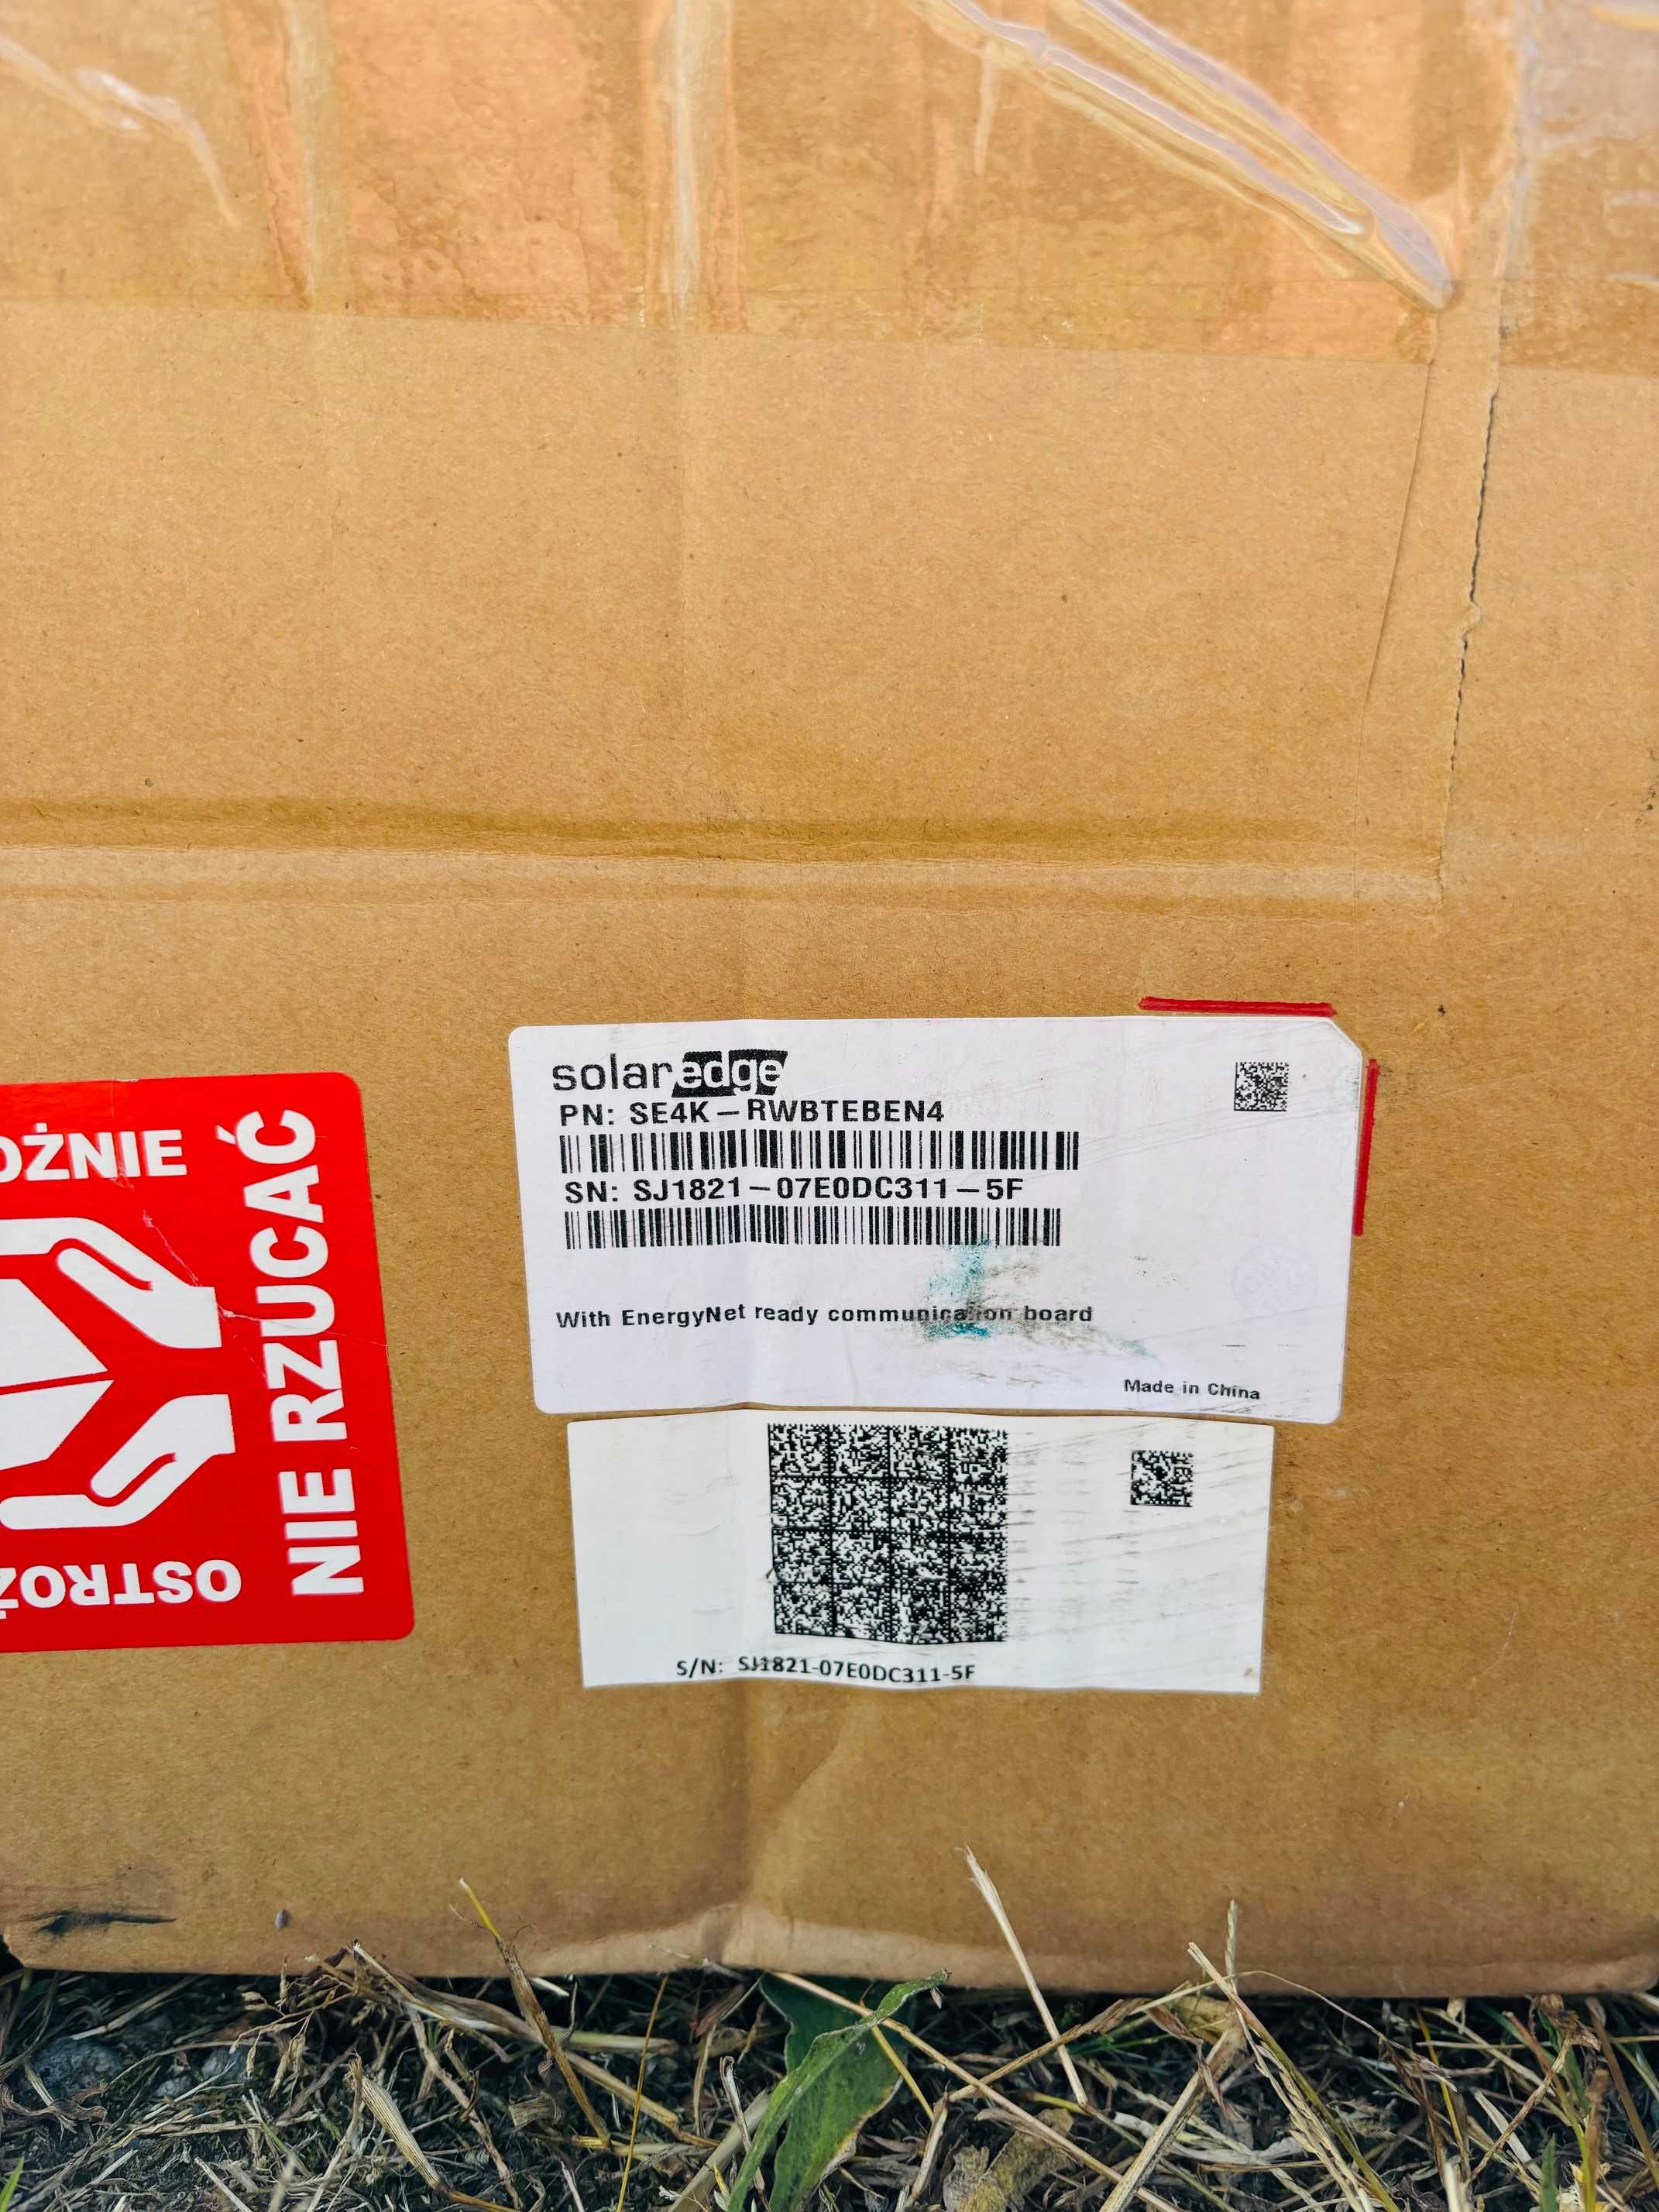 solaredge
PN: SE4K-RWBTEBEN4
SN: SJ1821-07E0DC311-5F
With EnergyNet ready communication board
Made in China
S/N: SJ1821-07E0DC311-5F
OŻNIE
NIE RZUCAĆ
OSTROŻ